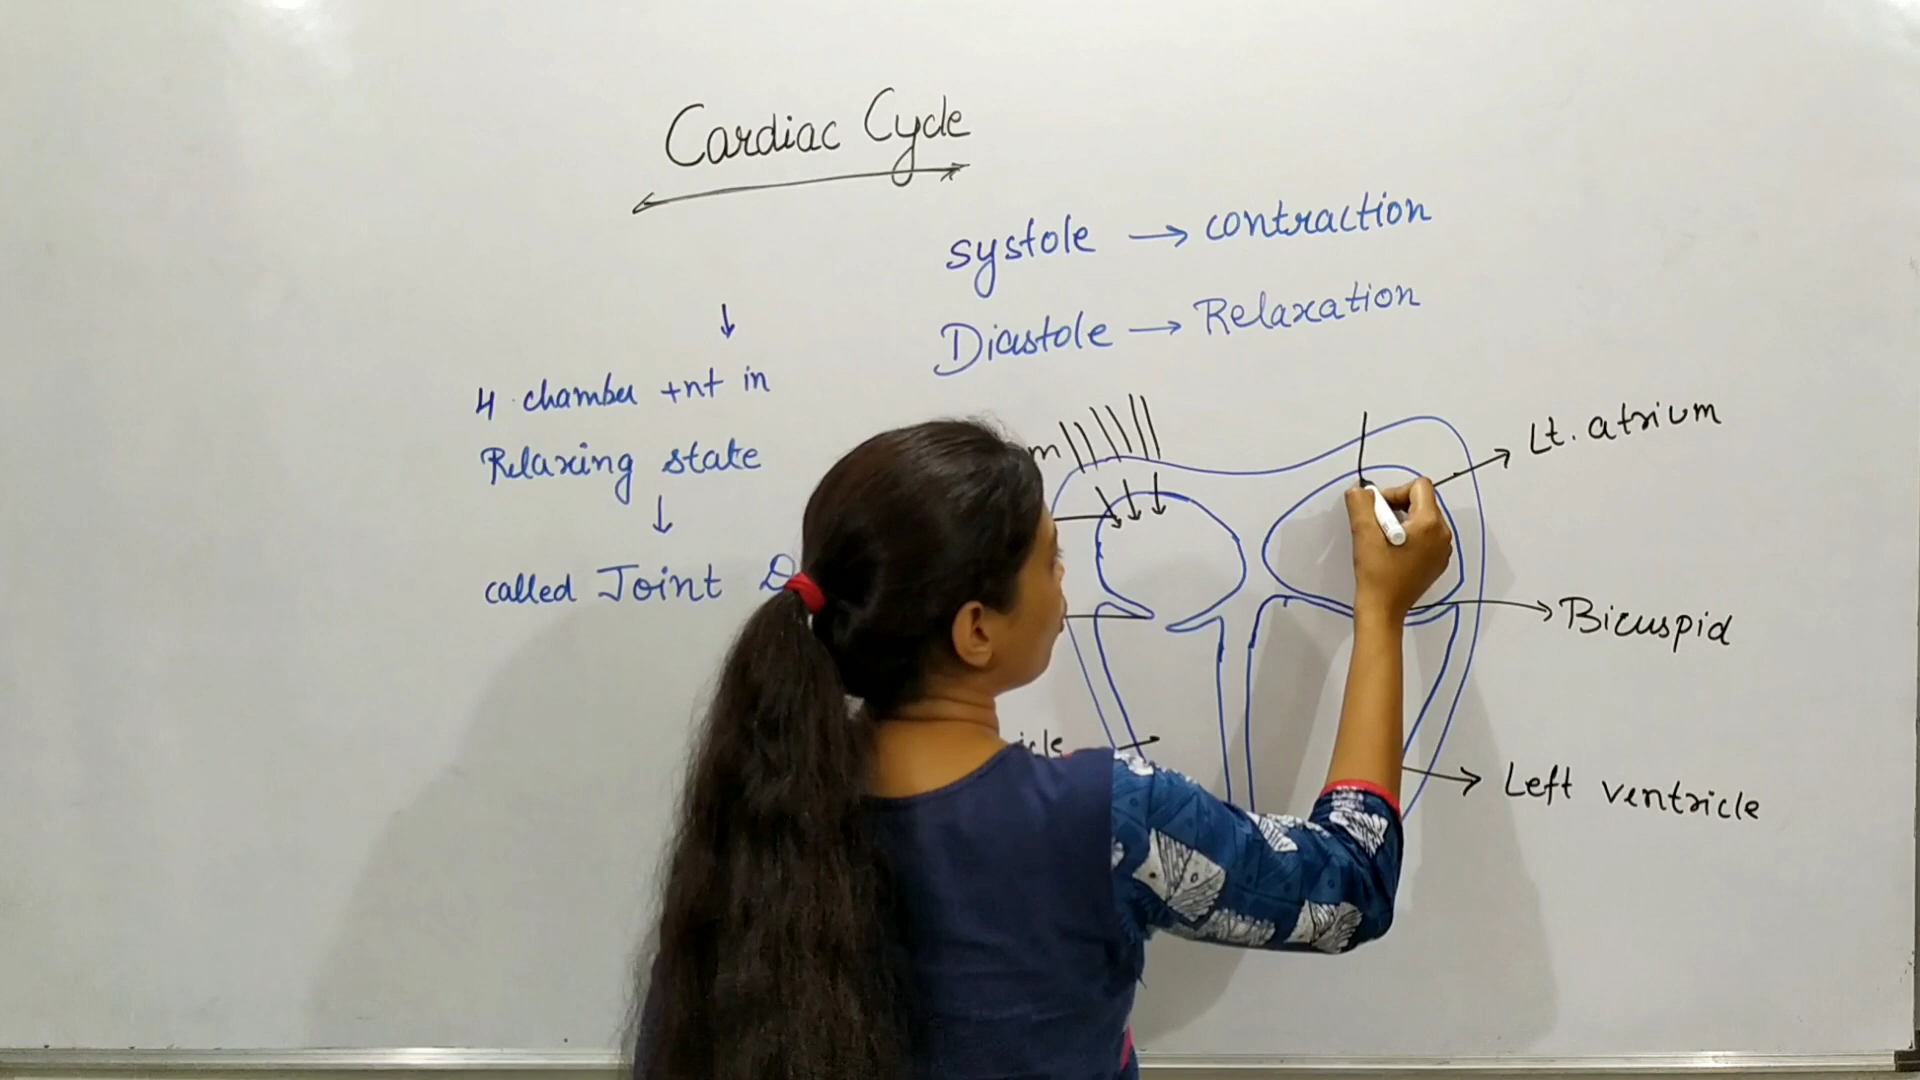 Cardiac Cycle
systole → contraction
Diastole → Relaxation
↓
4 chamber +nt in
Relaxing state
↓
called Joint
Lt. atrium
Bicuspid
Left ventricle